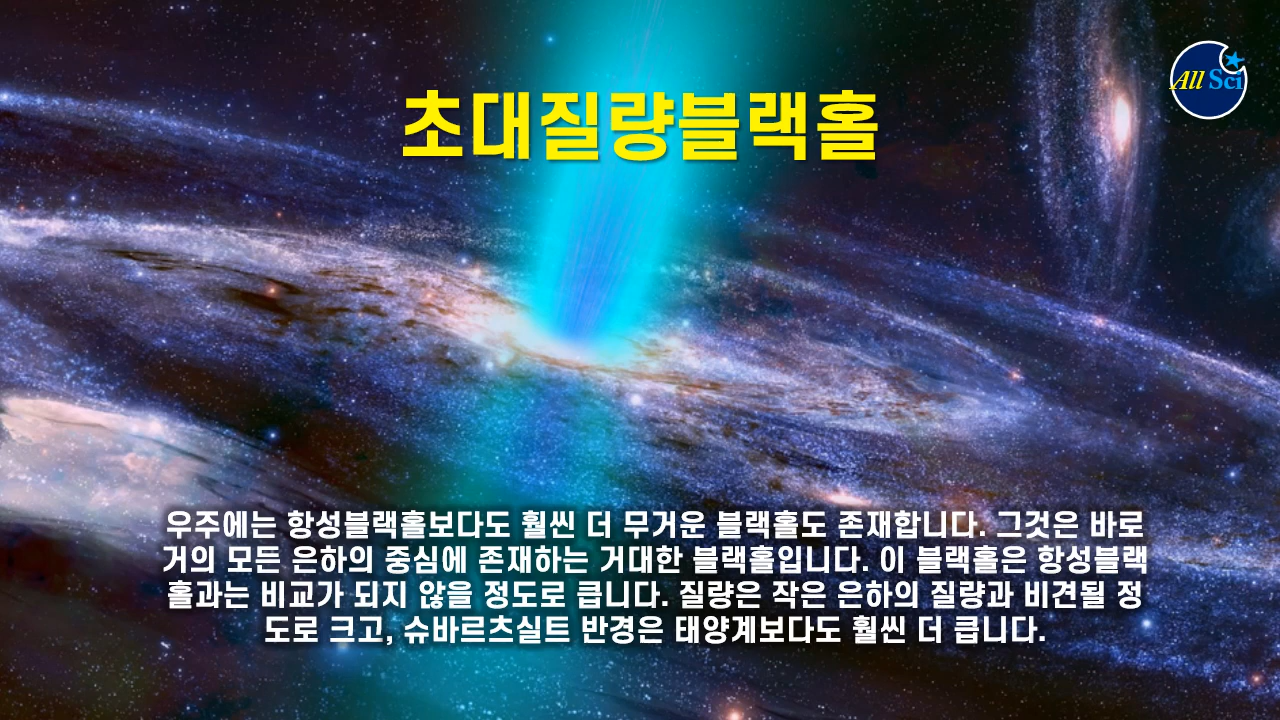 All Sci
초대질량블랙홀
우주에는 항성블랙홀보다도 훨씬 더 무거운 블랙홀도 존재합니다. 그것은 바로
거의 모든 은하의 중심에 존재하는 거대한 블랙홀입니다. 이 블랙홀은 항성블랙
홀과는 비교가 되지 않을 정도로 큽니다. 질량은 작은 은하의 질량과 비견될 정
도로 크고, 슈바르츠실트 반경은 태양계보다도 훨씬 더 큽니다.